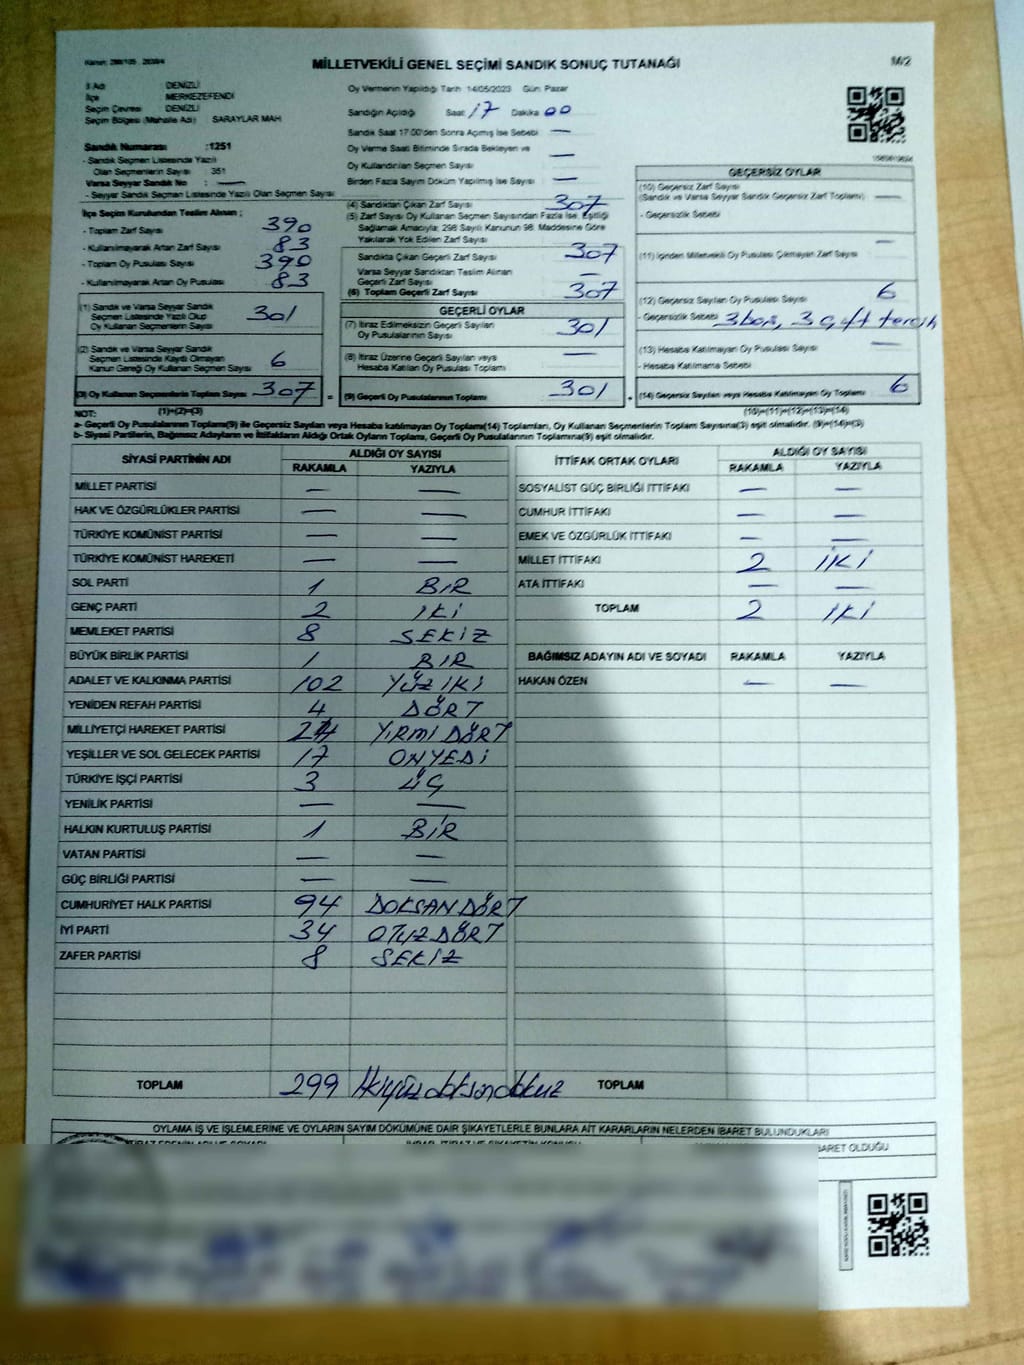 Kanun: 298/105 , 2839/4
MİLLETVEKİLİ GENEL SEÇİMİ SANDIK SONUÇ TUTANAĞI
M/2
İl Adı DENİZLİ
İlçe MERKEZEFENDİ
Seçim Çevresi DENİZLİ
Seçim Bölgesi (Mahalle Adı) SARAYLAR MAH
Sandık Numarası :1251
- Sandık Seçmen Listesinde Yazılı
Olan Seçmenlerin Sayısı 351
Varsa Seyyar Sandık No : —
- Seyyar Sandık Seçmen Listesinde Yazılı Olan Seçmen Sayısı
Oy Vermenin Yapıldığı Tarih 14/05/2023 Gün: Pazar
Sandığın Açıldığı Saat: 17 Dakika 00
Sandık Saat 17.00'den Sonra Açımış İse Sebebi —
Oy Verme Saati Bitiminde Sırada Bekleyen ve
Oy Kullandırılan Seçmen Sayısı —
Birden Fazla Sayım Döküm Yapılmış İse Sayısı —
İlçe Seçim Kurulundan Teslim Alınan ;
- Toplam Zarf Sayısı 390
- Kullanılmayarak Artan Zarf Sayısı 83
- Toplam Oy Pusulası Sayısı 390
- Kullanılmayarak Artan Oy Pusulası 83
(1) Sandık ve Varsa Seyyar Sandık
Seçmen Listesinde Yazılı Olup
Oy Kullanan Seçmenlerin Sayısı 301
(2) Sandık ve Varsa Seyyar Sandık
Seçmen Listesinde Kayıtlı Olmayan
Kanun Gereği Oy Kullanan Seçmen Sayısı 6
(3) Oy Kullanan Seçmenlerin Toplam Sayısı 307
(4) Sandıktan Çıkan Zarf Sayısı 307
(5) Zarf Sayısı Oy Kullanan Seçmen Sayısından Fazla İse, Eşitliği
Sağlamak Amacıyla; 298 Sayılı Kanunun 98. Maddesine Göre
Yakılarak Yok Edilen Zarf Sayısı
Sandıkta Çıkan Geçerli Zarf Sayısı 307
Varsa Seyyar Sandıktan Teslim Alınan
Geçerli Zarf Sayısı —
(6) Toplam Geçerli Zarf Sayısı 307
GEÇERLİ OYLAR
(7) İtiraz Edilmeksizin Geçerli Sayılan
Oy Pusulalarının Sayısı 301
(8) İtiraz Üzerine Geçerli Sayılan veya
Hesaba Katılan Oy Pusulası Toplamı —
= (9) Geçerli Oy Pusulalarının Toplamı 301
GEÇERSİZ OYLAR
(10) Geçersiz Zarf Sayısı
(Sandık ve Varsa Seyyar Sandık Geçersiz Zarf Toplamı) —
- Geçersizlik Sebebi
(11) İçinden Milletvekili Oy Pusulası Çıkmayan Zarf Sayısı —
(12) Geçersiz Sayılan Oy Pusulası Sayısı 6
- Geçersizlik Sebebi 3 boş, 3 çift tercih
(13) Hesaba Katılmayan Oy Pusulası Sayısı —
- Hesaba Katılmama Sebebi
+ (14) Geçersiz Sayılan veya Hesaba Katılmayan Oy Toplamı 6
NOT: (1)+(2)=(3) (10)+(11)+(12)+(13)=(14)
a- Geçerli Oy Pusulalarının Toplamı(9) ile Geçersiz Sayılan veya Hesaba katılmayan Oy Toplamı(14) Toplamları, Oy Kullanan Seçmenlerin Toplam Sayısına(3) eşit olmalıdır. (9)+(14)=(3)
b- Siyasi Partilerin, Bağımsız Adayların ve İttifakların Aldığı Ortak Oyların Toplamı, Geçerli Oy Pusulalarının Toplamına(9) eşit olmalıdır.
SİYASİ PARTİNİN ADI ALDIĞI OY SAYISI
RAKAMLA YAZIYLA
MİLLET PARTİSİ — —
HAK VE ÖZGÜRLÜKLER PARTİSİ — —
TÜRKİYE KOMÜNİST PARTİSİ — —
TÜRKİYE KOMÜNİST HAREKETİ — —
SOL PARTİ 1 BİR
GENÇ PARTİ 2 İKİ
MEMLEKET PARTİSİ 8 SEKİZ
BÜYÜK BİRLİK PARTİSİ 1 BIR
ADALET VE KALKINMA PARTİSİ 102 YÜZ İKİ
YENİDEN REFAH PARTİSİ 4 DÖRT
MİLLİYETÇİ HAREKET PARTİSİ 24 YIRMI DÖRT
YEŞİLLER VE SOL GELECEK PARTİSİ 17 ONYEDİ
TÜRKİYE İŞÇİ PARTİSİ 3 ÜÇ
YENİLİK PARTİSİ — —
HALKIN KURTULUŞ PARTİSİ 1 BİR
VATAN PARTİSİ — —
GÜÇ BİRLİĞİ PARTİSİ — —
CUMHURİYET HALK PARTİSİ 94 DOKSAN DÖRT
İYİ PARTİ 34 OTUZ DÖRT
ZAFER PARTİSİ 8 SEKİZ
TOPLAM 299 İkiyüzdoksandokuz
İTTİFAK ORTAK OYLARI ALDIĞI OY SAYISI
RAKAMLA YAZIYLA
SOSYALİST GÜÇ BİRLİĞİ İTTİFAKI — —
CUMHUR İTTİFAKI — —
EMEK VE ÖZGÜRLÜK İTTİFAKI — —
MİLLET İTTİFAKI 2 İKİ
ATA İTTİFAKI — —
TOPLAM 2 İKİ
BAĞIMSIZ ADAYIN ADI VE SOYADI RAKAMLA YAZIYLA
HAKAN ÖZEN — —
TOPLAM
OYLAMA İŞ VE İŞLEMLERİNE VE OYLARIN SAYIM DÖKÜMÜNE DAİR ŞİKAYETLERLE BUNLARA AİT KARARLARIN NELERDEN İBARET BULUNDUKLARI
İBARET OLDUĞU